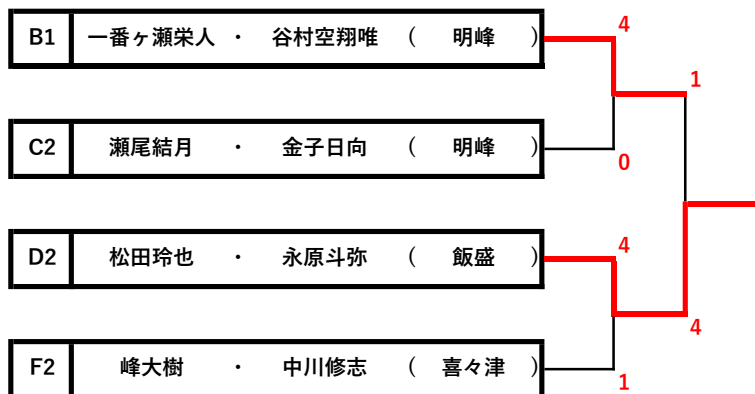 B1 一番ヶ瀬栄人 ・ 谷村空翔唯 ( 明峰 ) 4
1
C2 瀬尾結月 ・ 金子日向 ( 明峰 ) 0
D2 松田玲也 ・ 永原斗弥 ( 飯盛 ) 4
4
F2 峰大樹 ・ 中川修志 ( 喜々津 ) 1